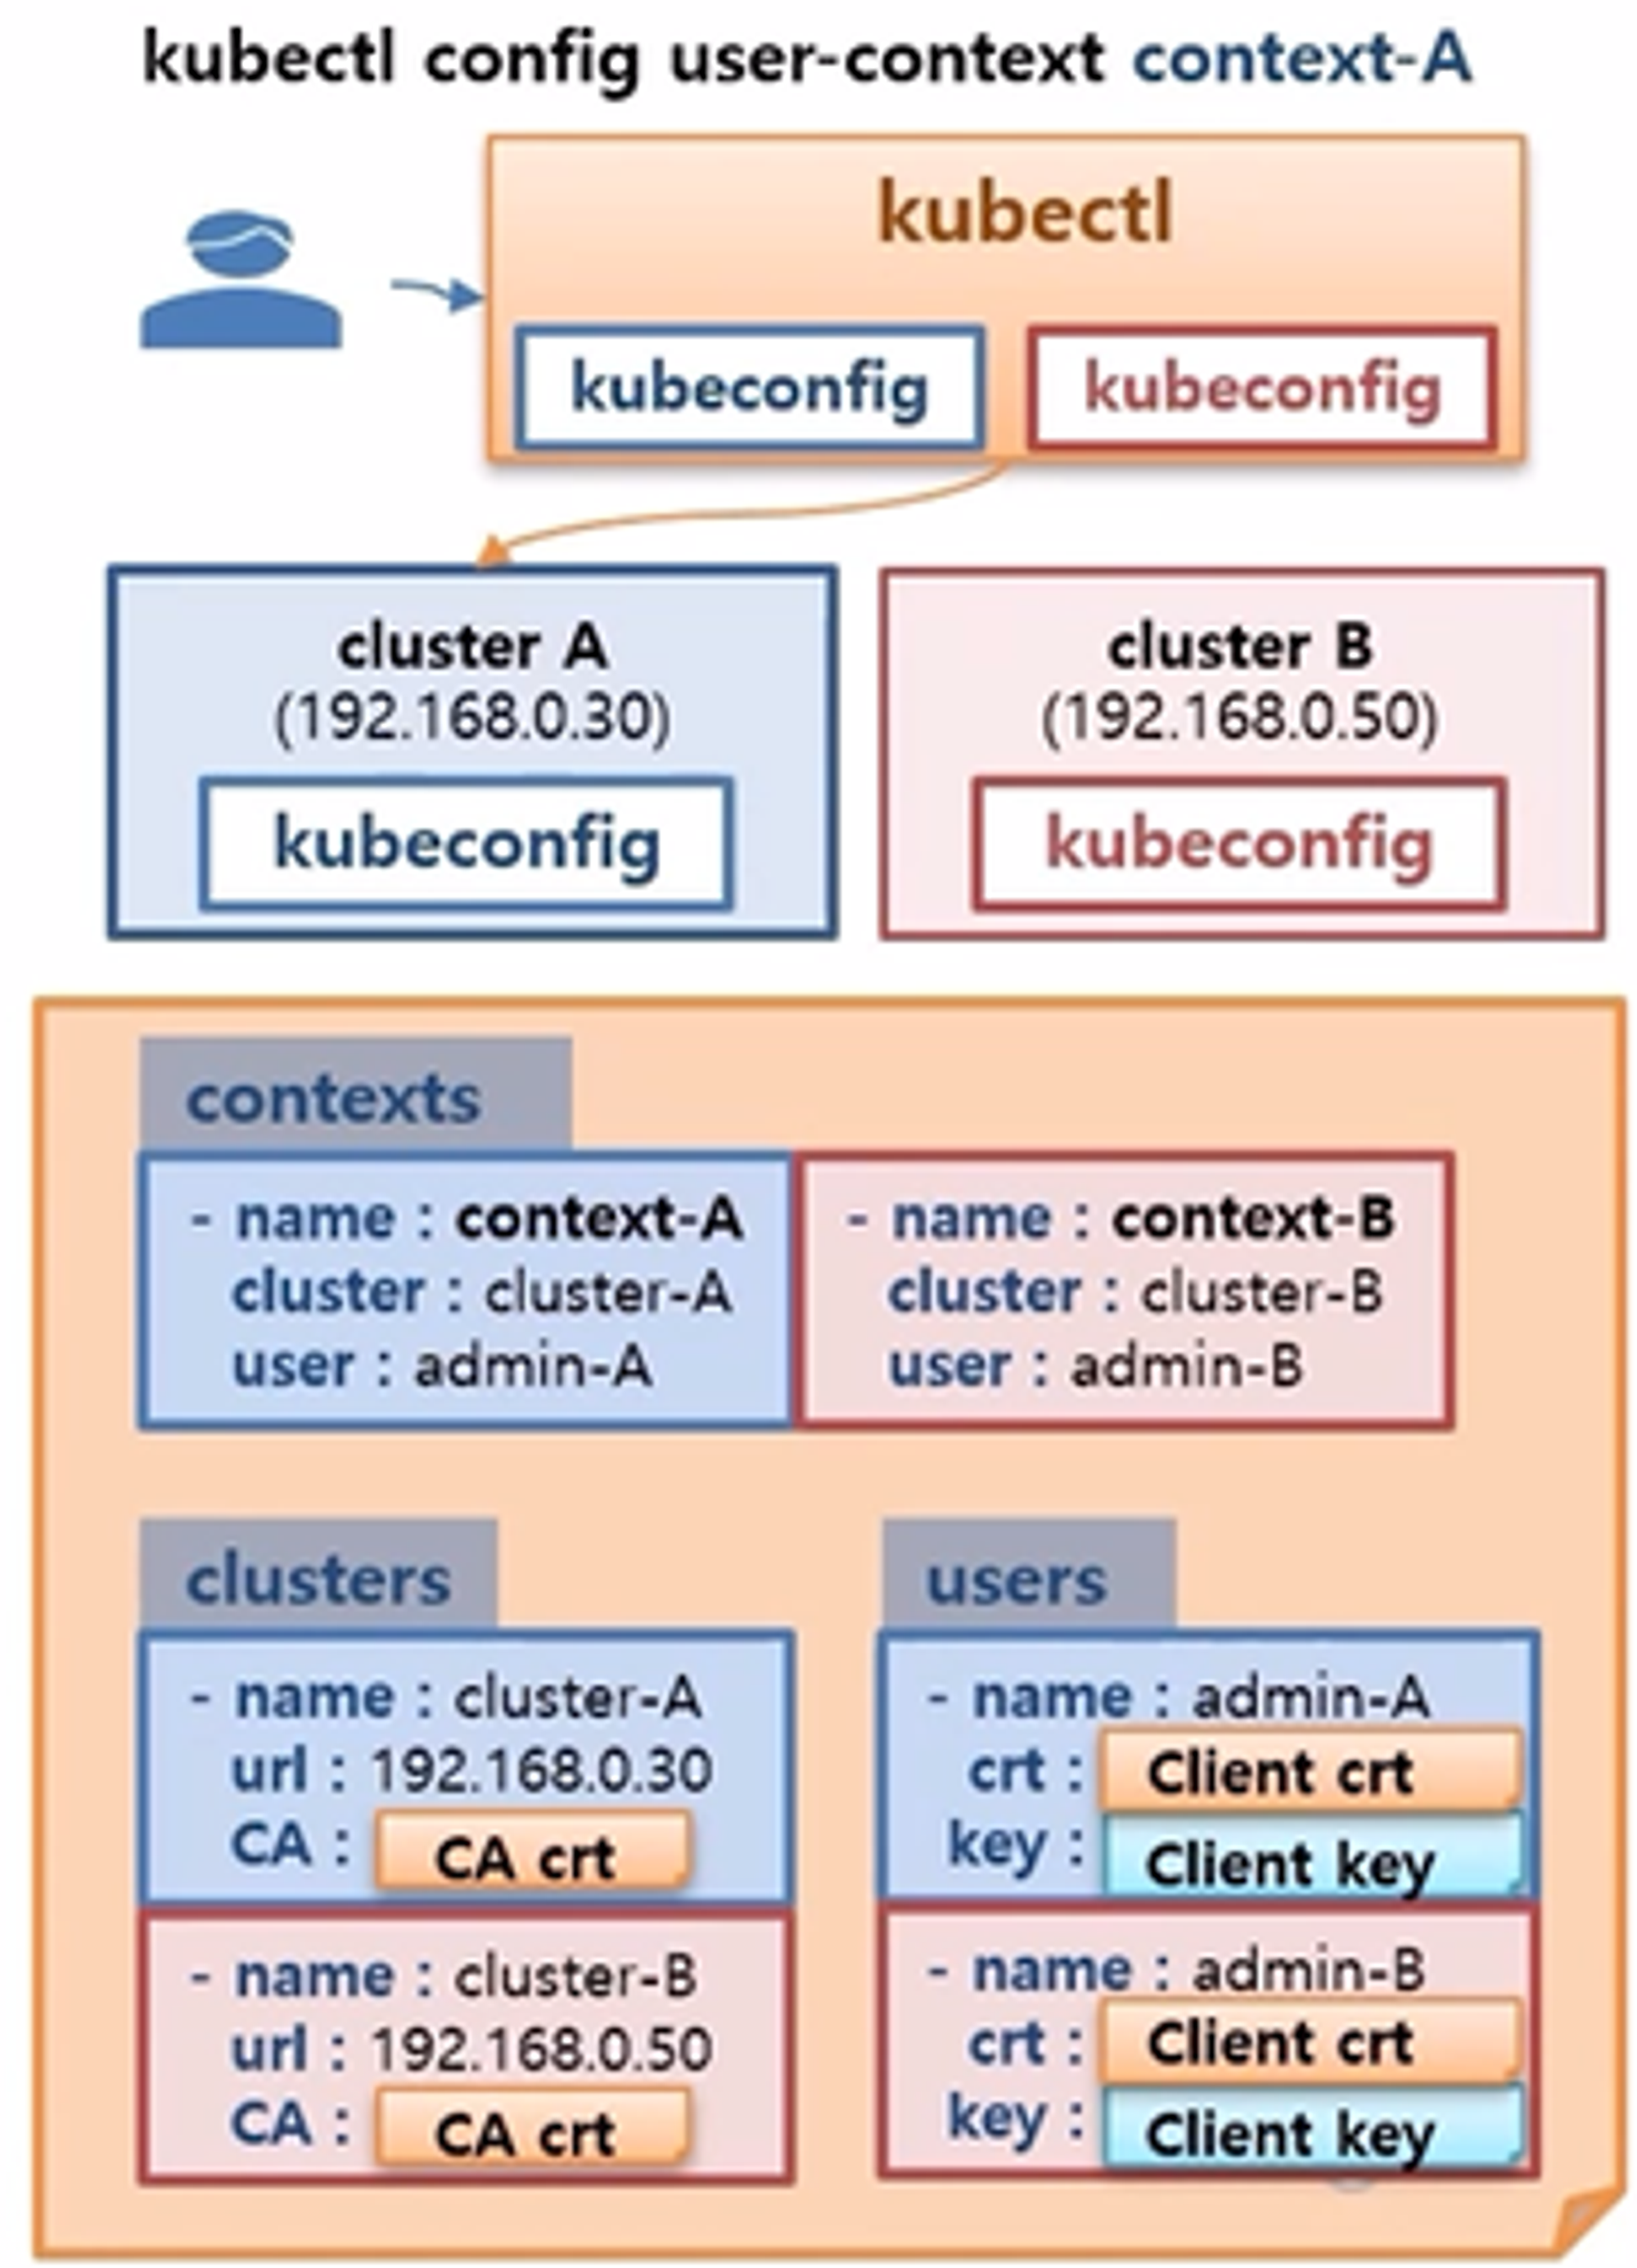 kubectl config user-context context-A
kubectl
kubeconfig
kubeconfig
cluster A
(192.168.0.30)
kubeconfig
cluster B
(192.168.0.50)
kubeconfig
contexts
- name : context-A
cluster : cluster-A
user : admin-A
- name : context-B
cluster : cluster-B
user : admin-B
clusters
- name : cluster-A
url : 192.168.0.30
CA : CA crt
- name : cluster-B
url : 192.168.0.50
CA : CA crt
users
- name : admin-A
crt : Client crt
key : Client key
- name : admin-B
crt : Client crt
key : Client key